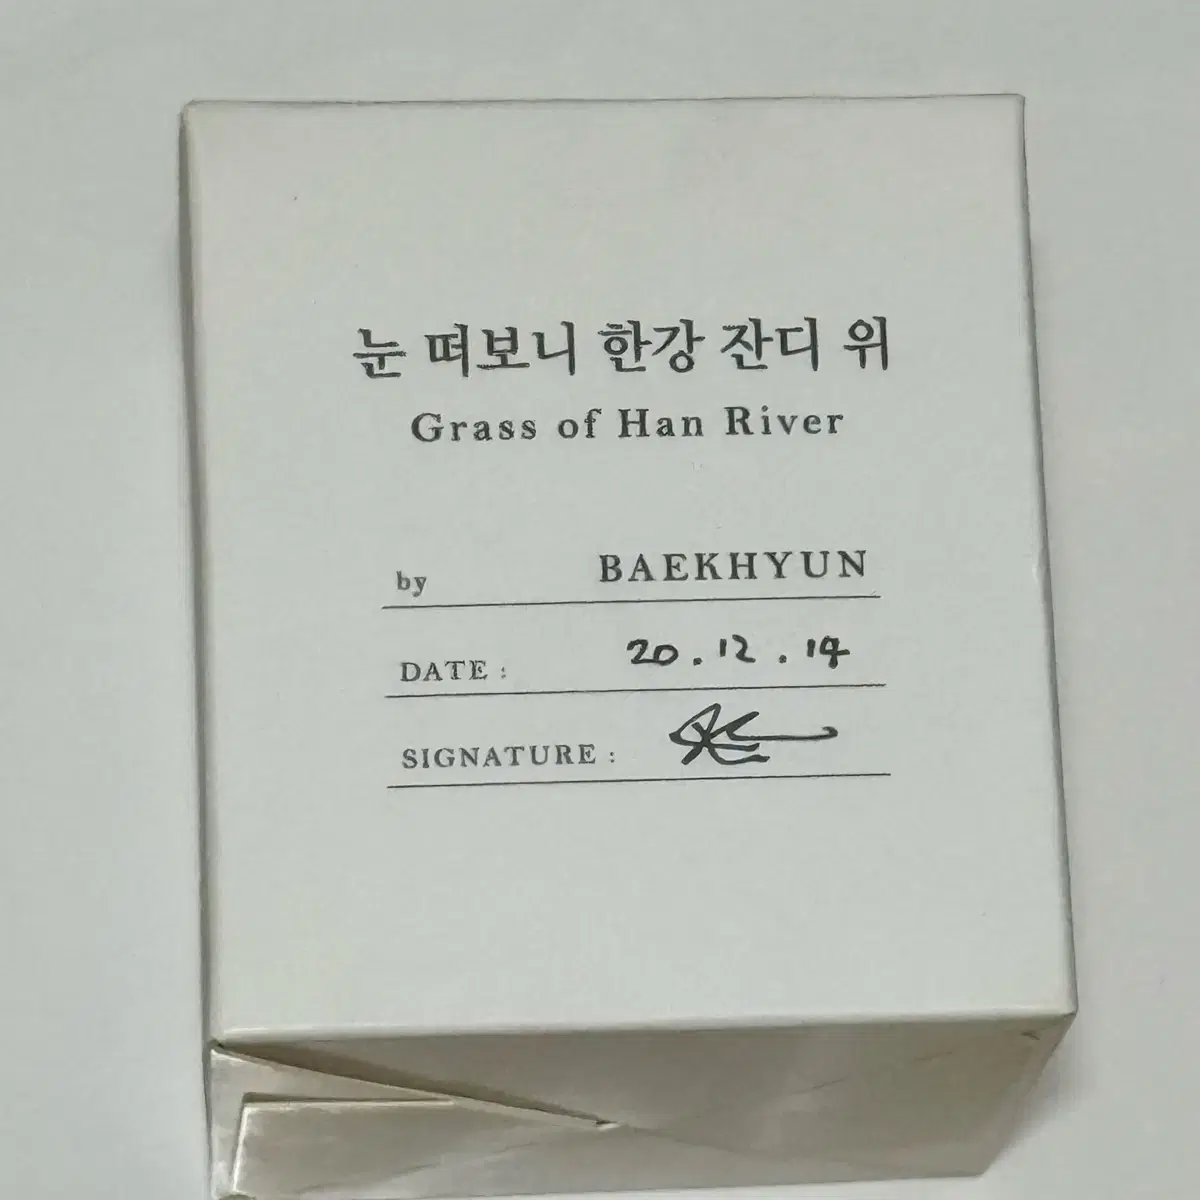 눈 떠보니 한강 잔디 위
Grass of Han River
by BAEKHYUN
DATE : 20.12.14
SIGNATURE :